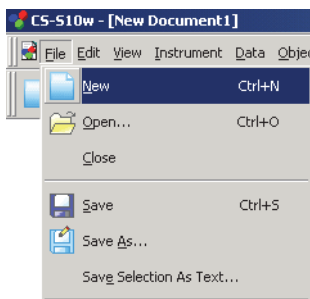 CS-S10w - [New Document1]
File Edit View Instrument Data Objec
New Ctrl+N
Open... Ctrl+O
Close
Save Ctrl+S
Save As...
Save Selection As Text...